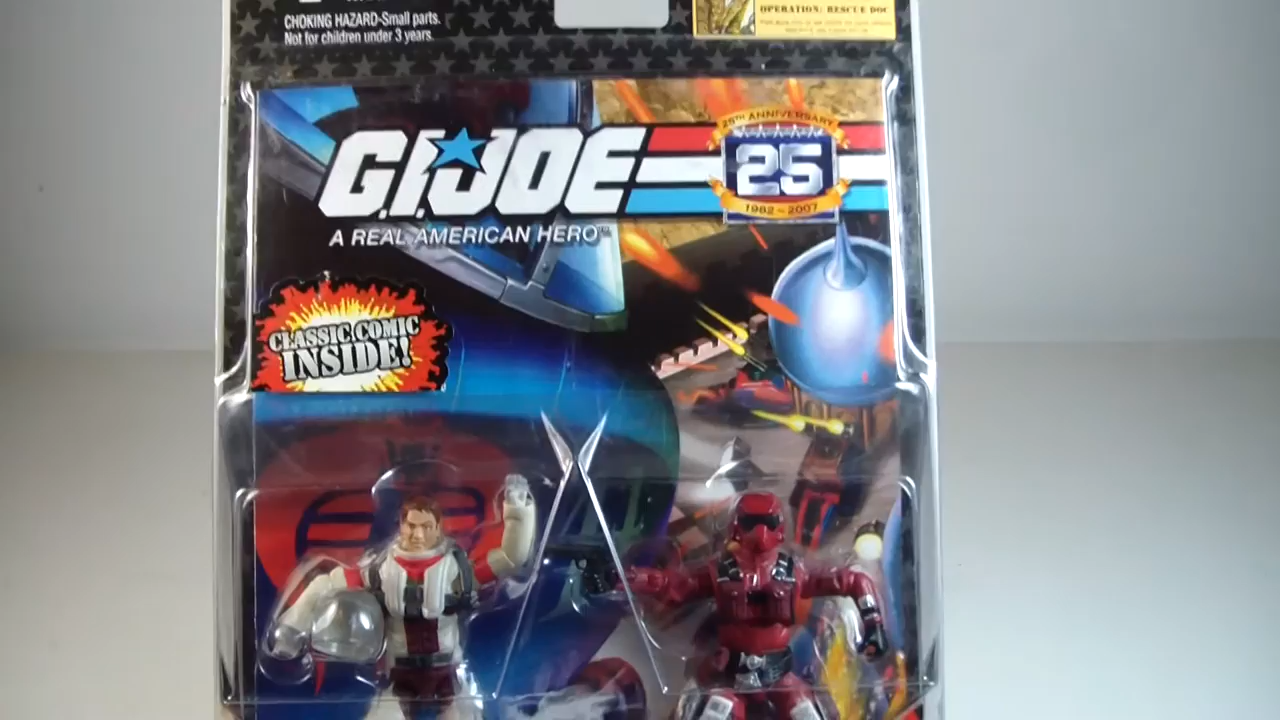 CHOKING HAZARD-Small parts.
Not for children under 3 years.
OPERATION: RESCUE DOC
G.I.JOE
A REAL AMERICAN HERO™
25TH ANNIVERSARY
25
1982-2007
CLASSIC COMIC
INSIDE!